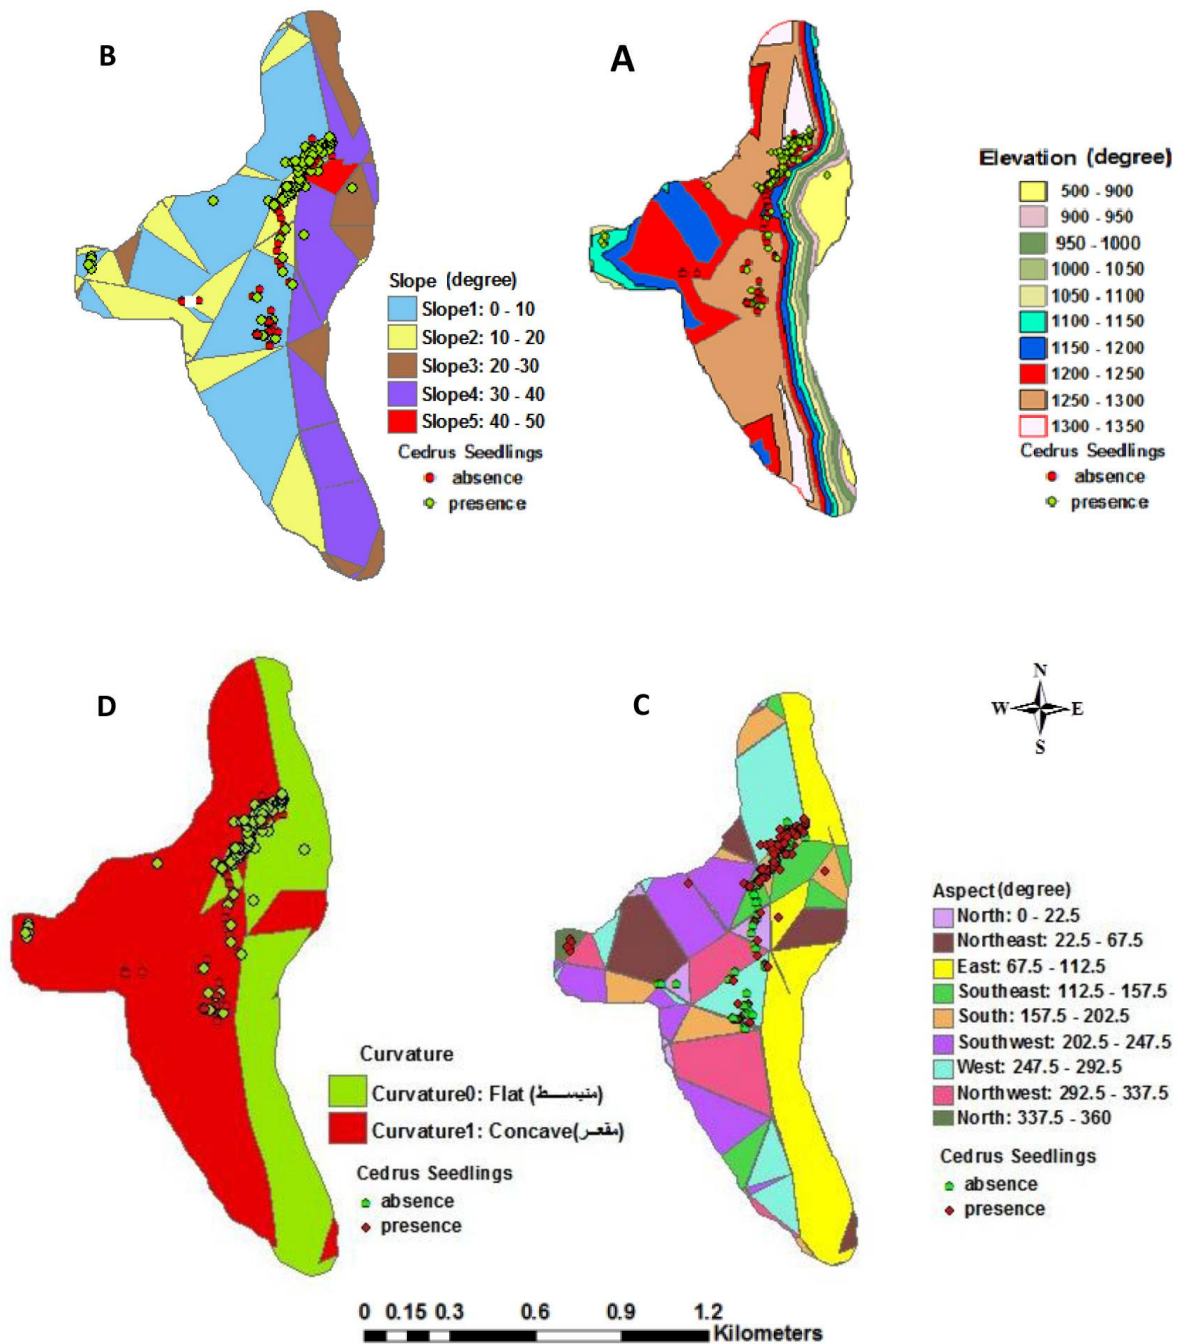 B
A
Elevation (degree)
500 - 900
900 - 950
950 - 1000
1000 - 1050
1050 - 1100
1100 - 1150
1150 - 1200
1200 - 1250
1250 - 1300
1300 - 1350
Cedrus Seedlings
absence
presence
Slope (degree)
Slope1: 0 - 10
Slope2: 10 - 20
Slope3: 20 -30
Slope4: 30 - 40
Slope5: 40 - 50
Cedrus Seedlings
absence
presence
D
C
N
W E
S
Aspect (degree)
North: 0 - 22.5
Northeast: 22.5 - 67.5
East: 67.5 - 112.5
Southeast: 112.5 - 157.5
South: 157.5 - 202.5
Southwest: 202.5 - 247.5
West: 247.5 - 292.5
Northwest: 292.5 - 337.5
North: 337.5 - 360
Cedrus Seedlings
absence
presence
Curvature
Curvature0: Flat (منبسط)
Curvature1: Concave(مقعر)
Cedrus Seedlings
absence
presence
0 0.15 0.3 0.6 0.9 1.2
Kilometers